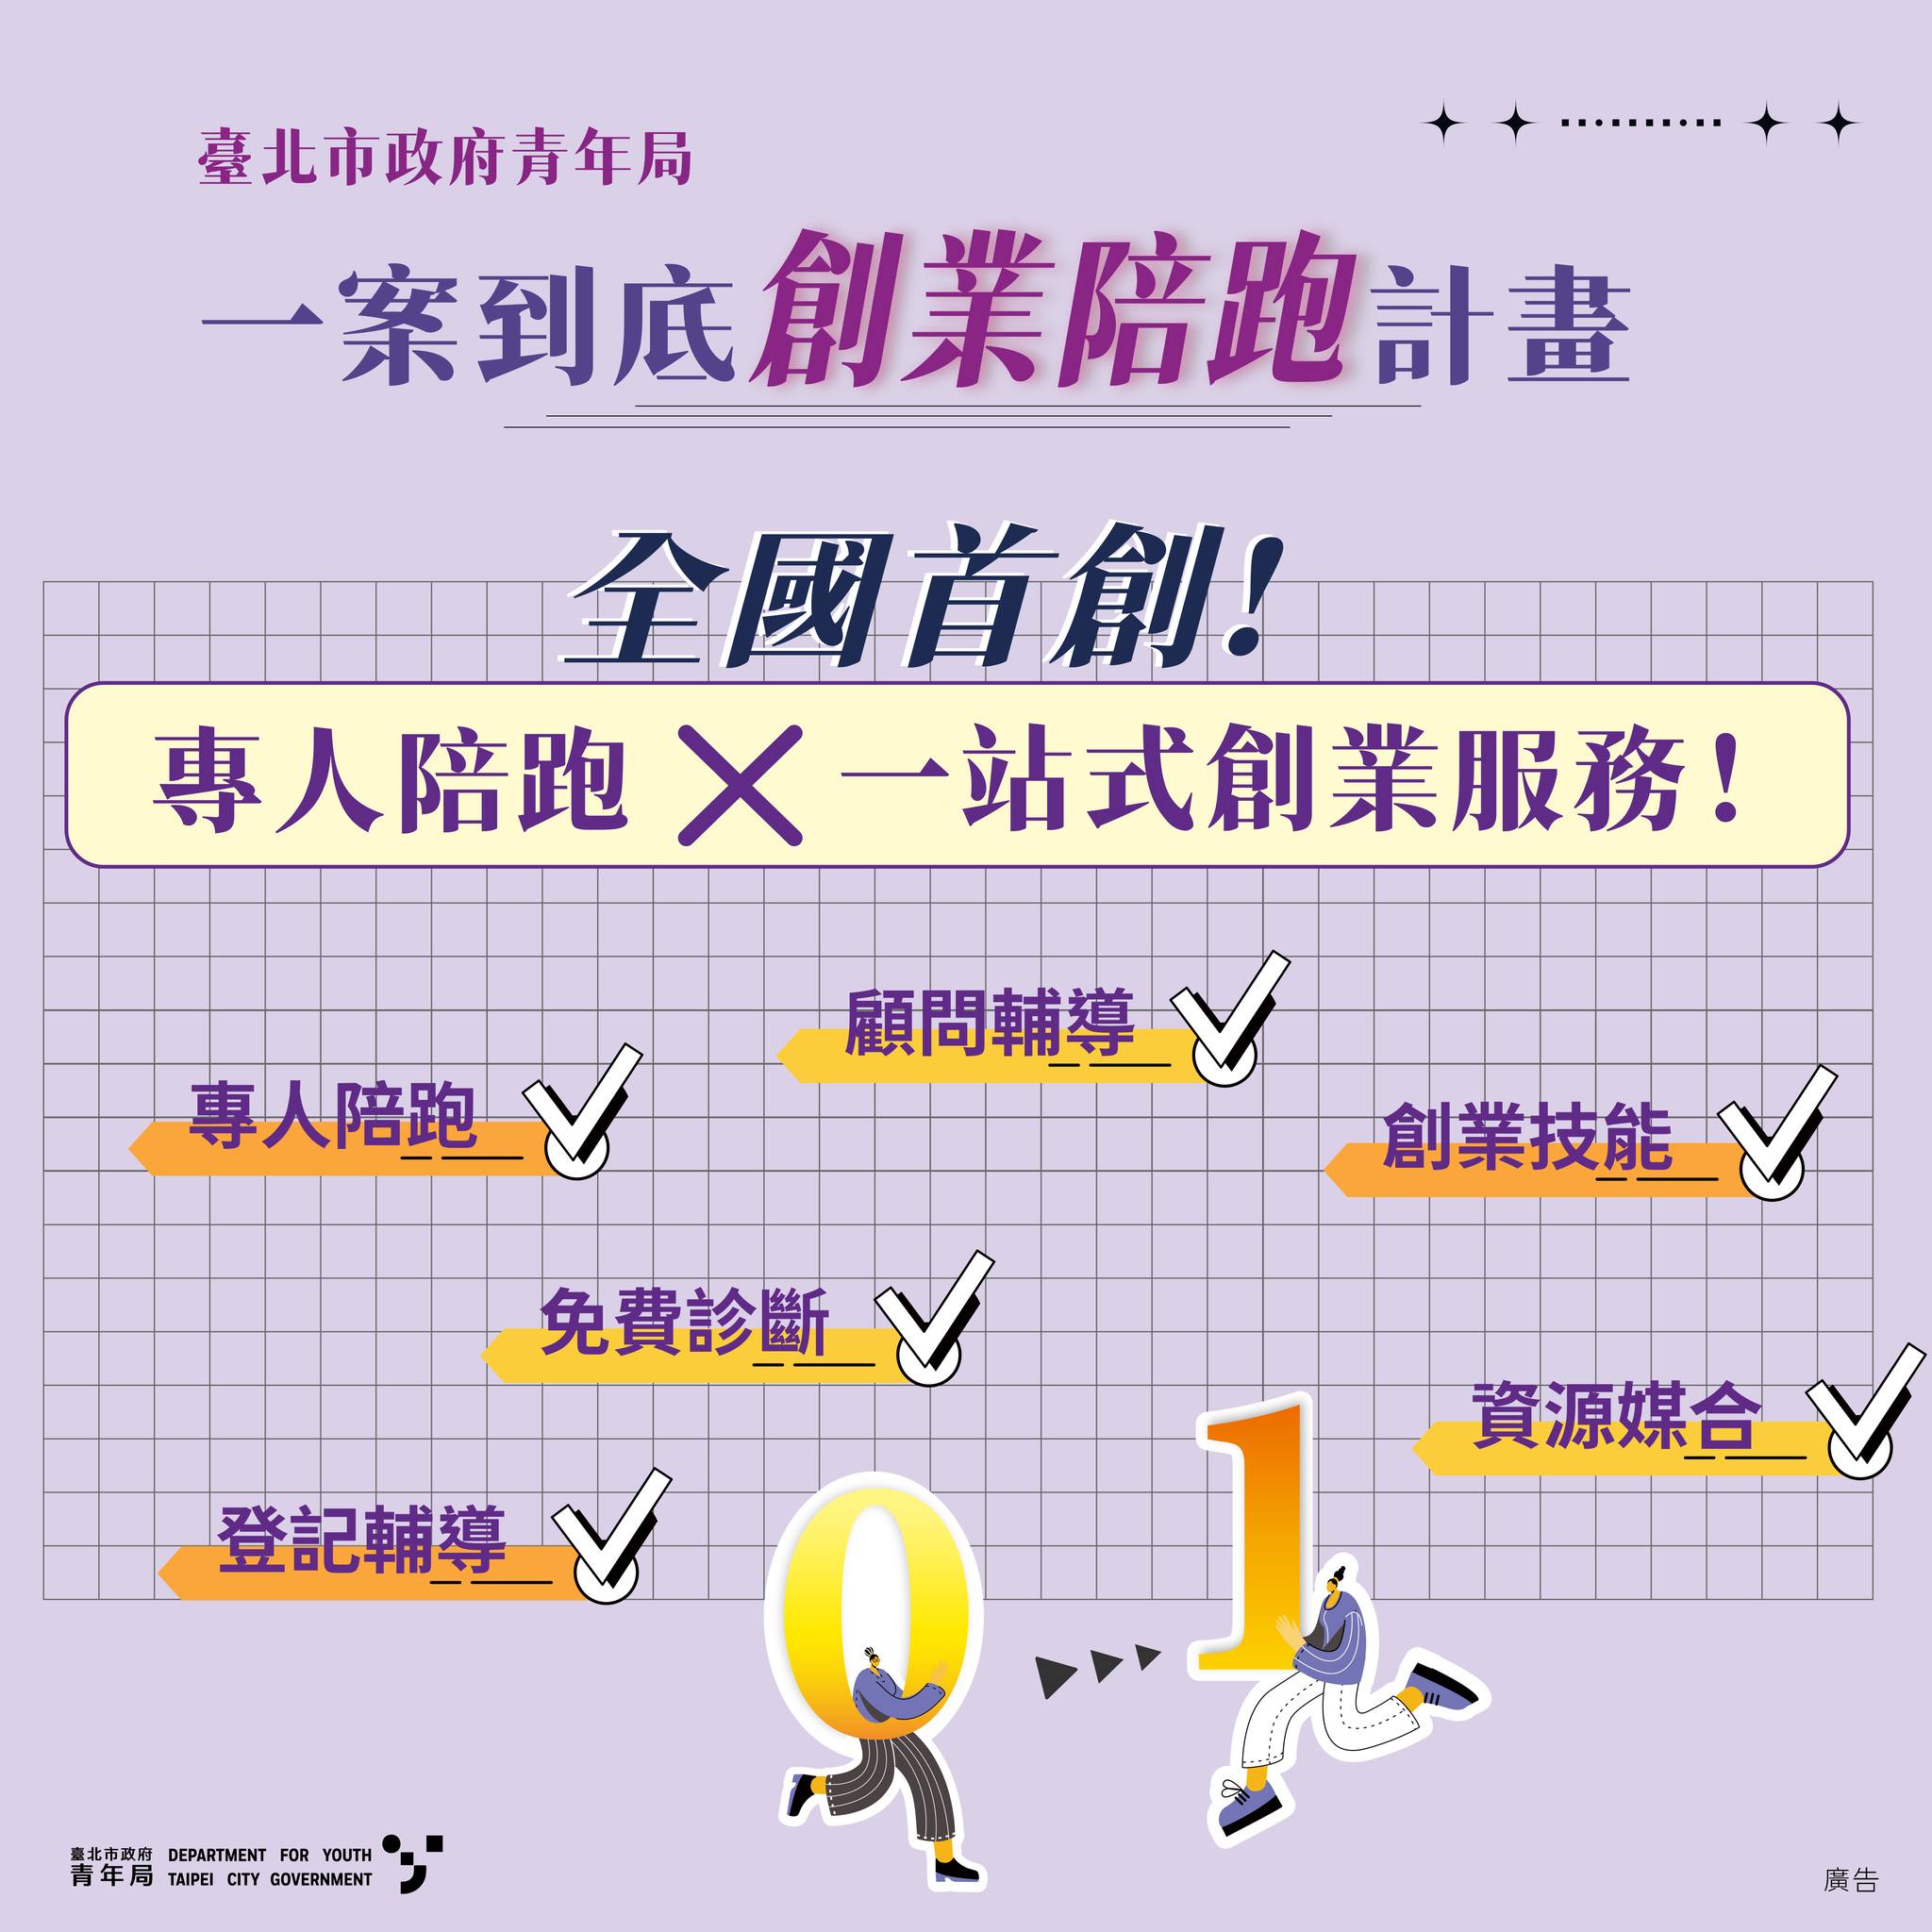 臺北市政府青年局
一案到底創業陪跑計畫
全國首創!
專人陪跑×一站式創業服務!
顧問輔導
專人陪跑
創業技能
免費診斷
資源媒合
登記輔導
0
1
臺北市政府 DEPARTMENT FOR YOUTH
青年局 TAIPEI CITY GOVERNMENT
廣告